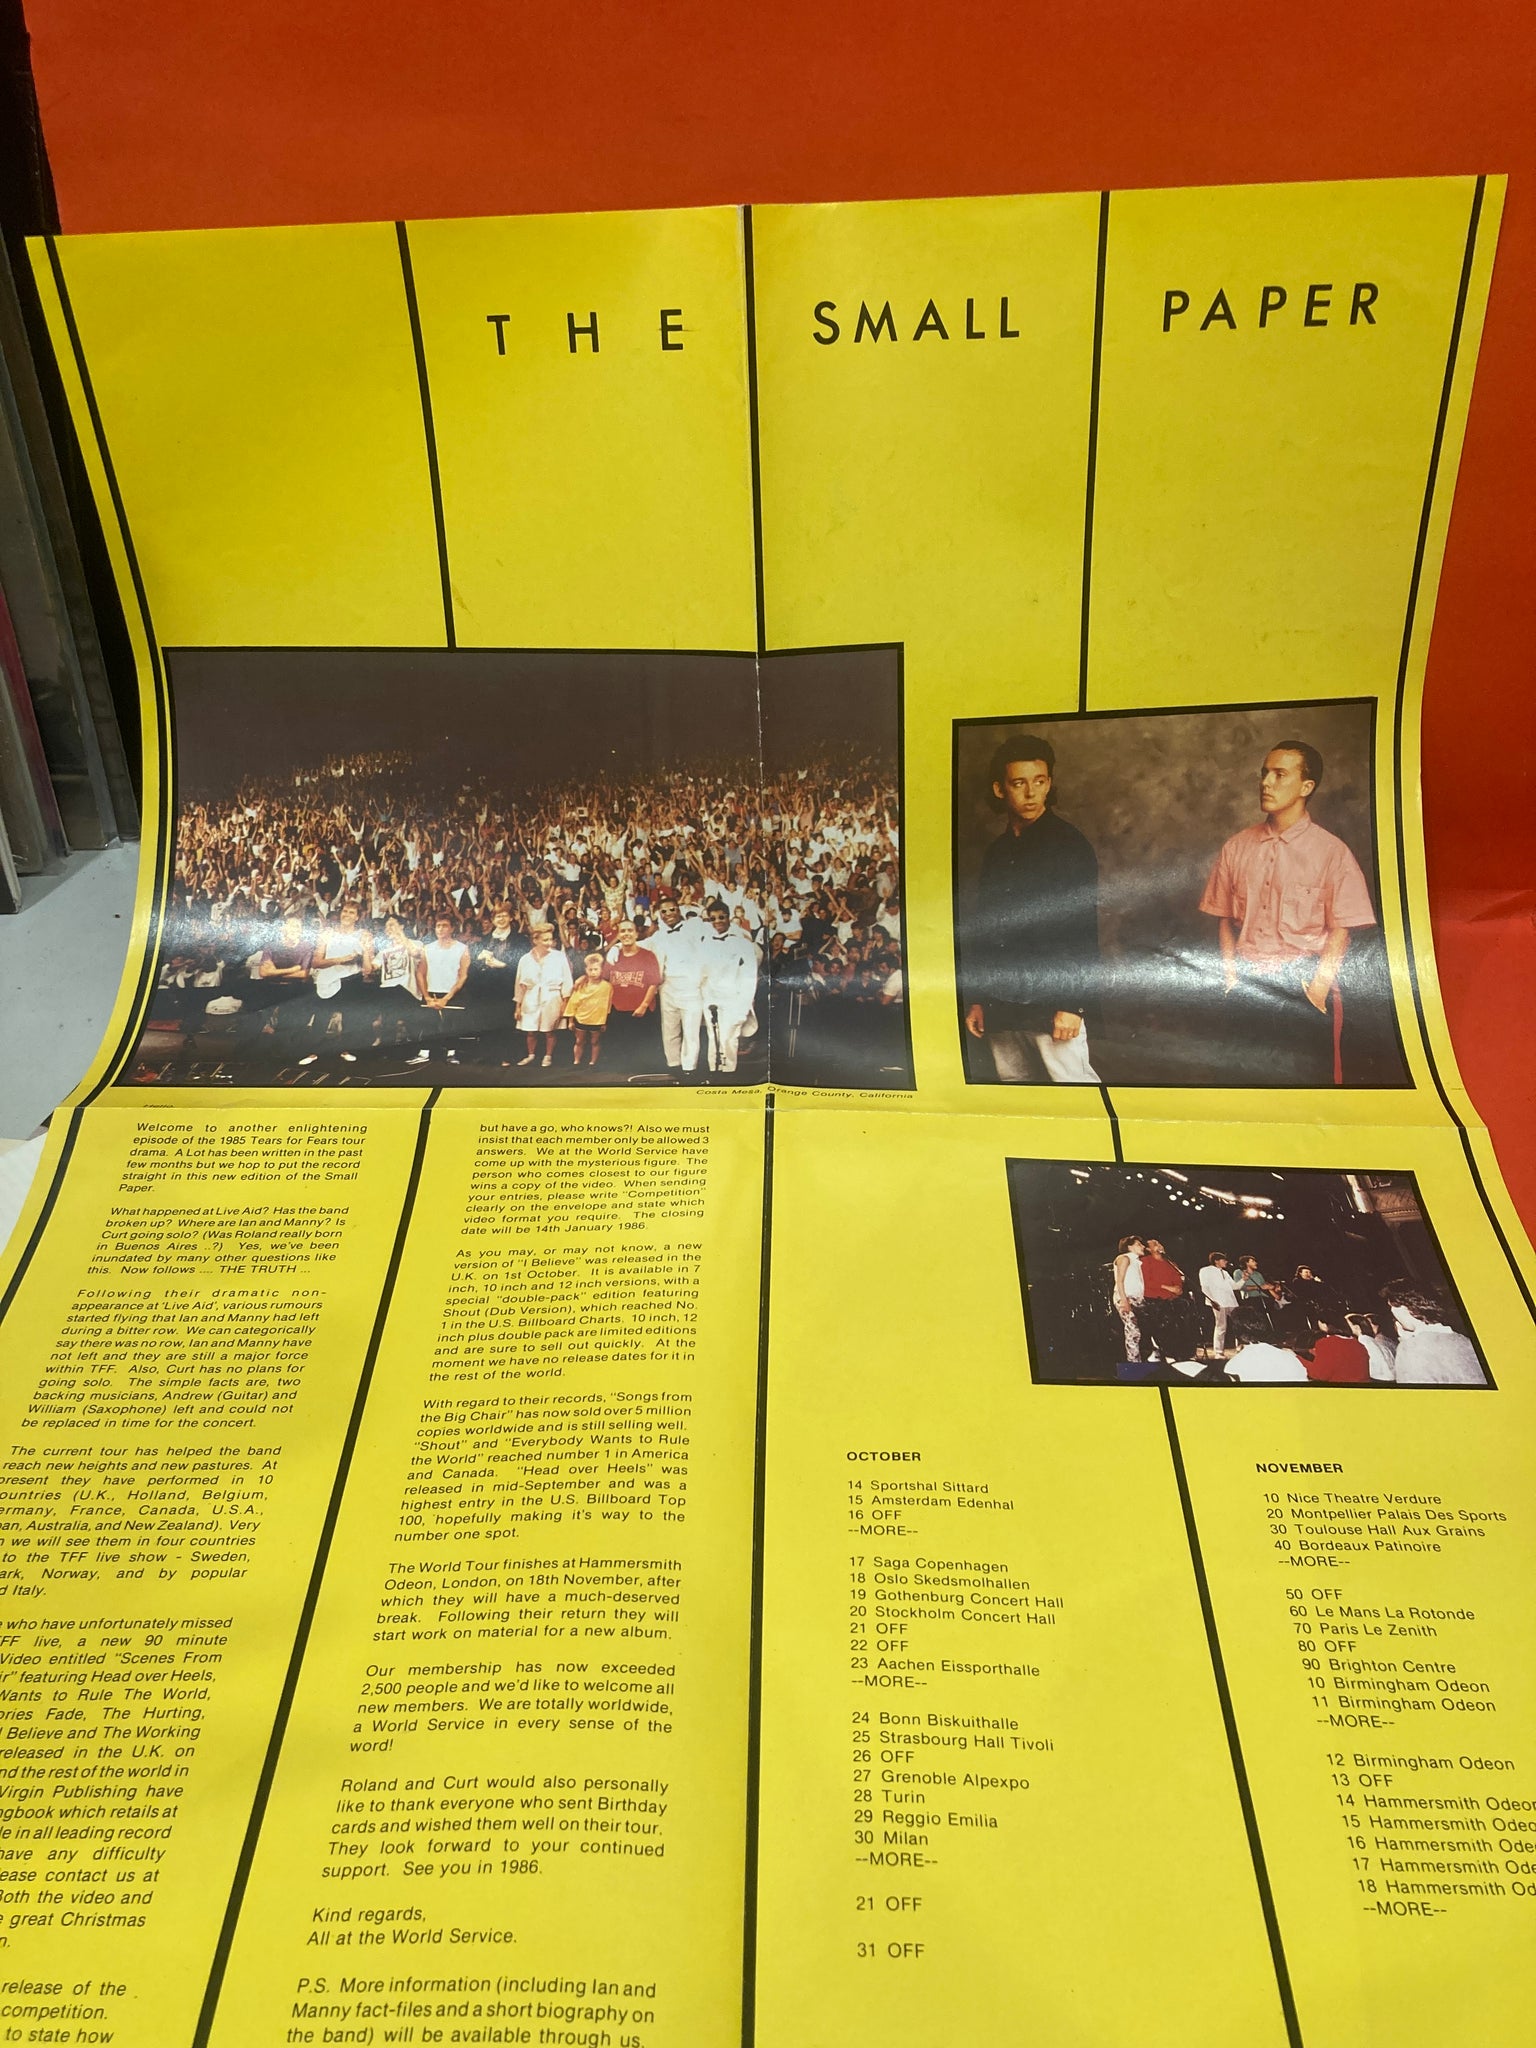 THE SMALL PAPER
Costa Mesa, Orange County, California
Hello,
Welcome to another enlightening
episode of the 1985 Tears for Fears tour
drama. A Lot has been written in the past
few months but we hop to put the record
straight in this new edition of the Small
Paper.
What happened at Live Aid? Has the band
broken up? Where are Ian and Manny? Is
Curt going solo? (Was Roland really born
in Buenos Aires ..?) Yes, we've been
inundated by many other questions like
this. Now follows .... THE TRUTH ...
Following their dramatic non-
appearance at 'Live Aid', various rumours
started flying that Ian and Manny had left
during a bitter row. We can categorically
say there was no row, Ian and Manny have
not left and they are still a major force
within TFF. Also, Curt has no plans for
going solo. The simple facts are, two
backing musicians, Andrew (Guitar) and
William (Saxophone) left and could not
be replaced in time for the concert.
The current tour has helped the band
reach new heights and new pastures. At
present they have performed in 10
ountries (U.K., Holland, Belgium,
ermany, France, Canada, U.S.A.,
an, Australia, and New Zealand). Very
n we will see them in four countries
to the TFF live show - Sweden,
ark, Norway, and by popular
d Italy.
e who have unfortunately missed
FF live, a new 90 minute
Video entitled "Scenes From
ir" featuring Head over Heels,
Wants to Rule The World,
ories Fade, The Hurting,
I Believe and The Working
released in the U.K. on
nd the rest of the world in
Virgin Publishing have
ngbook which retails at
le in all leading record
have any difficulty
ease contact us at
Both the video and
e great Christmas
n.
release of the
competition.
to state how
but have a go, who knows?! Also we must
insist that each member only be allowed 3
answers. We at the World Service have
come up with the mysterious figure. The
person who comes closest to our figure
wins a copy of the video. When sending
your entries, please write "Competition"
clearly on the envelope and state which
video format you require. The closing
date will be 14th January 1986.
As you may, or may not know, a new
version of "I Believe" was released in the
U.K. on 1st October. It is available in 7
inch, 10 inch and 12 inch versions, with a
special "double-pack" edition featuring
Shout (Dub Version), which reached No.
1 in the U.S. Billboard Charts. 10 inch, 12
inch plus double pack are limited editions
and are sure to sell out quickly. At the
moment we have no release dates for it in
the rest of the world.
With regard to their records, "Songs from
the Big Chair" has now sold over 5 million
copies worldwide and is still selling well.
"Shout" and "Everybody Wants to Rule
the World" reached number 1 in America
and Canada. "Head over Heels" was
released in mid-September and was a
highest entry in the U.S. Billboard Top
100, hopefully making it's way to the
number one spot.
The World Tour finishes at Hammersmith
Odeon, London, on 18th November, after
which they will have a much-deserved
break. Following their return they will
start work on material for a new album.
Our membership has now exceeded
2,500 people and we'd like to welcome all
new members. We are totally worldwide,
a World Service in every sense of the
word!
Roland and Curt would also personally
like to thank everyone who sent Birthday
cards and wished them well on their tour.
They look forward to your continued
support. See you in 1986.
Kind regards,
All at the World Service.
P.S. More information (including Ian and
Manny fact-files and a short biography on
the band) will be available through us.
OCTOBER
14 Sportshal Sittard
15 Amsterdam Edenhal
16 OFF
--MORE--
17 Saga Copenhagen
18 Oslo Skedsmolhallen
19 Gothenburg Concert Hall
20 Stockholm Concert Hall
21 OFF
22 OFF
23 Aachen Eissporthalle
--MORE--
24 Bonn Biskuithalle
25 Strasbourg Hall Tivoli
26 OFF
27 Grenoble Alpexpo
28 Turin
29 Reggio Emilia
30 Milan
--MORE--
21 OFF
31 OFF
NOVEMBER
10 Nice Theatre Verdure
20 Montpellier Palais Des Sports
30 Toulouse Hall Aux Grains
40 Bordeaux Patinoire
--MORE--
50 OFF
60 Le Mans La Rotonde
70 Paris Le Zenith
80 OFF
90 Brighton Centre
10 Birmingham Odeon
11 Birmingham Odeon
--MORE--
12 Birmingham Odeon
13 OFF
14 Hammersmith Odeon
15 Hammersmith Odeo
16 Hammersmith Ode
17 Hammersmith Ode
18 Hammersmith Od
--MORE--